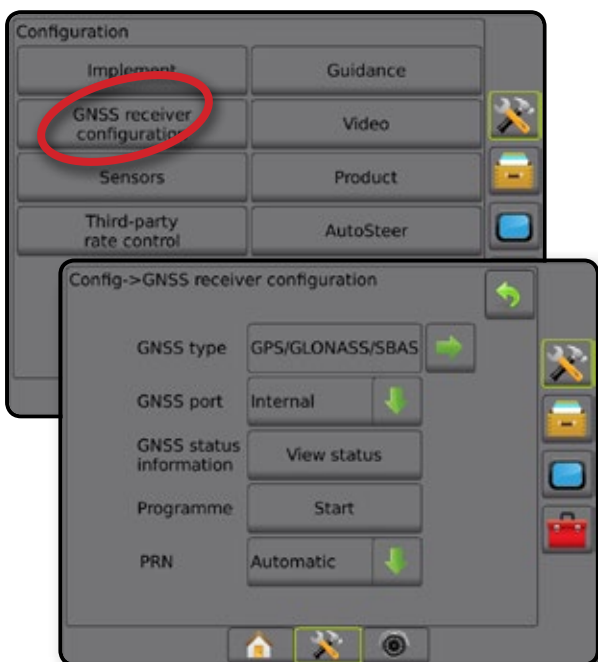 Configuration
Implement
Guidance
GNSS receiver
configuration
Video
Sensors
Product
Third-party
rate control
AutoSteer
Config->GNSS receiver configuration
GNSS type
GPS/GLONASS/SBAS
GNSS port
Internal
GNSS status
information
View status
Programme
Start
PRN
Automatic